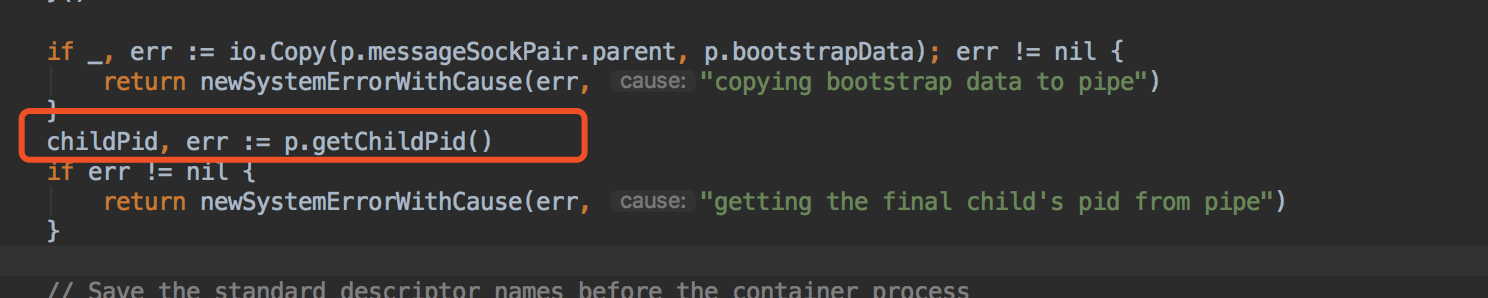 if _, err := io.Copy(p.messageSockPair.parent, p.bootstrapData); err != nil {
return newSystemErrorWithCause(err, cause: "copying bootstrap data to pipe")
}
childPid, err := p.getChildPid()
if err != nil {
return newSystemErrorWithCause(err, cause: "getting the final child's pid from pipe")
}
// Save the standard descriptor names before the container process